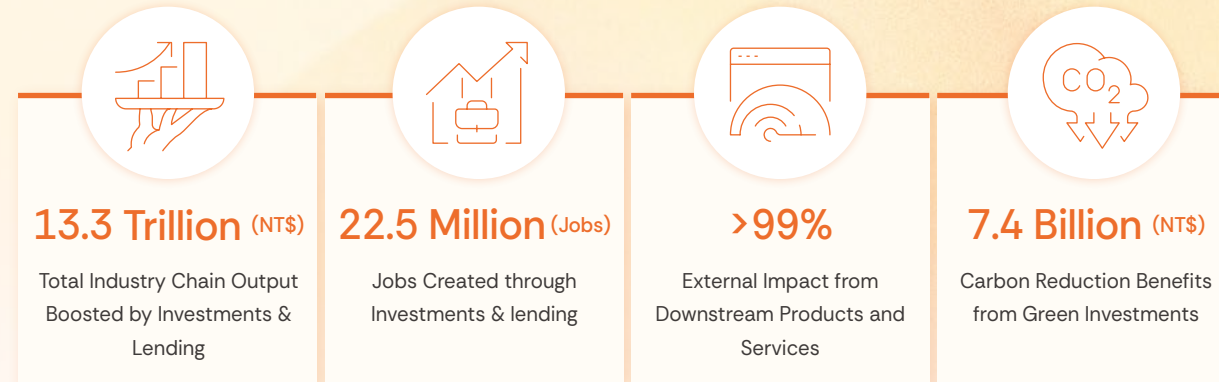 CO2
13.3 Trillion (NT$)
Total Industry Chain Output
Boosted by Investments &
Lending
22.5 Million (Jobs)
Jobs Created through
Investments & lending
>99%
External Impact from
Downstream Products and
Services
7.4 Billion (NT$)
Carbon Reduction Benefits
from Green Investments